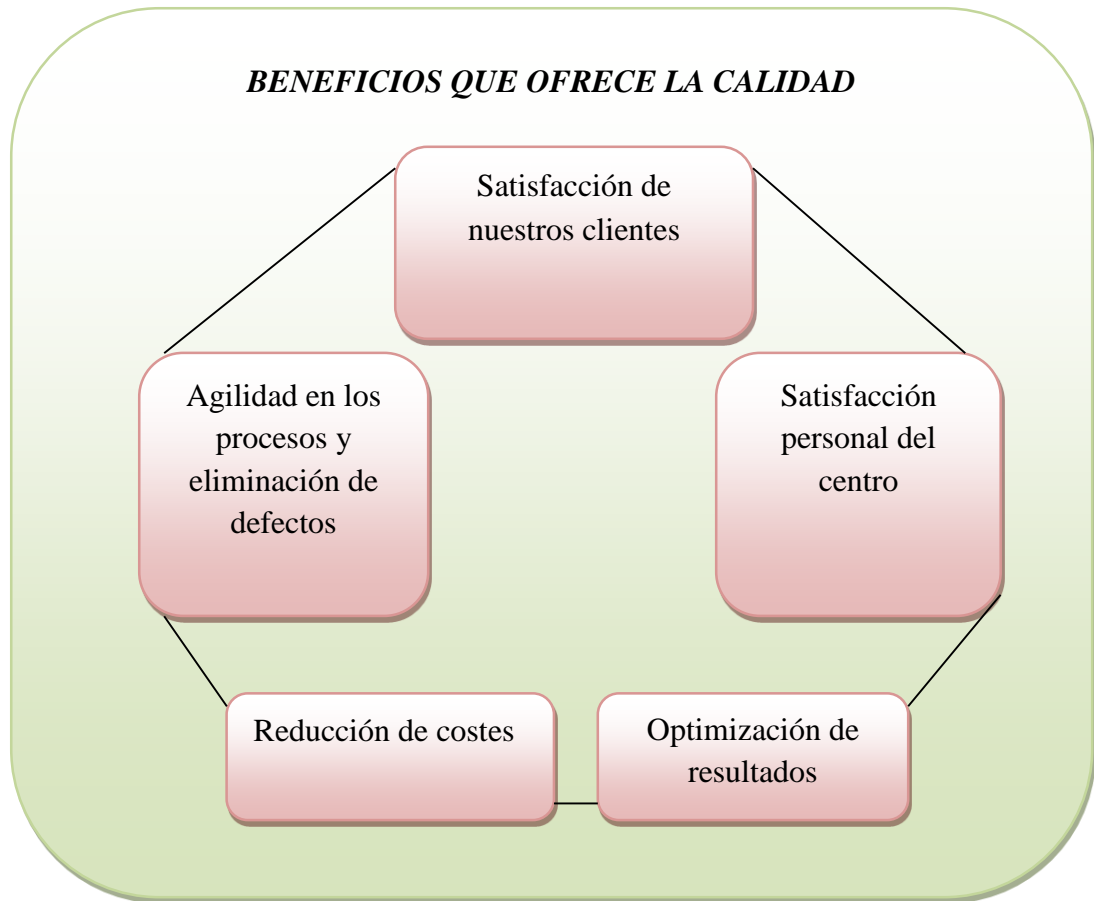 BENEFICIOS QUE OFRECE LA CALIDAD
Satisfacción de
nuestros clientes
Agilidad en los
procesos y
eliminación de
defectos
Satisfacción
personal del
centro
Reducción de costes
Optimización de
resultados